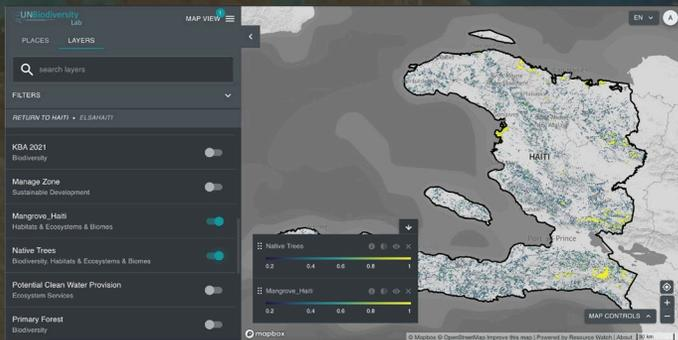 UNBiodiversity
Lab
MAP VIEW
1
PLACES
LAYERS
search layers
FILTERS
RETURN TO HAITI • ELSAHAITI
KBA 2021
Biodiversity
Manage Zone
Sustainable Development
Mangrove_Haiti
Habitats & Ecosystems & Biomes
Native Trees
Biodiversity, Habitats & Ecosystems & Biomes
Potential Clean Water Provision
Ecosystem Services
Primary Forest
Biodiversity
EN
A
HAITI
Port-au-Prince
Native Trees
0.2 0.4 0.6 0.8 1
Mangrove_Haiti
0.2 0.4 0.6 0.8 1
MAP CONTROLS
mapbox
© Mapbox © OpenStreetMap Improve this map | Powered by Resource Watch | About